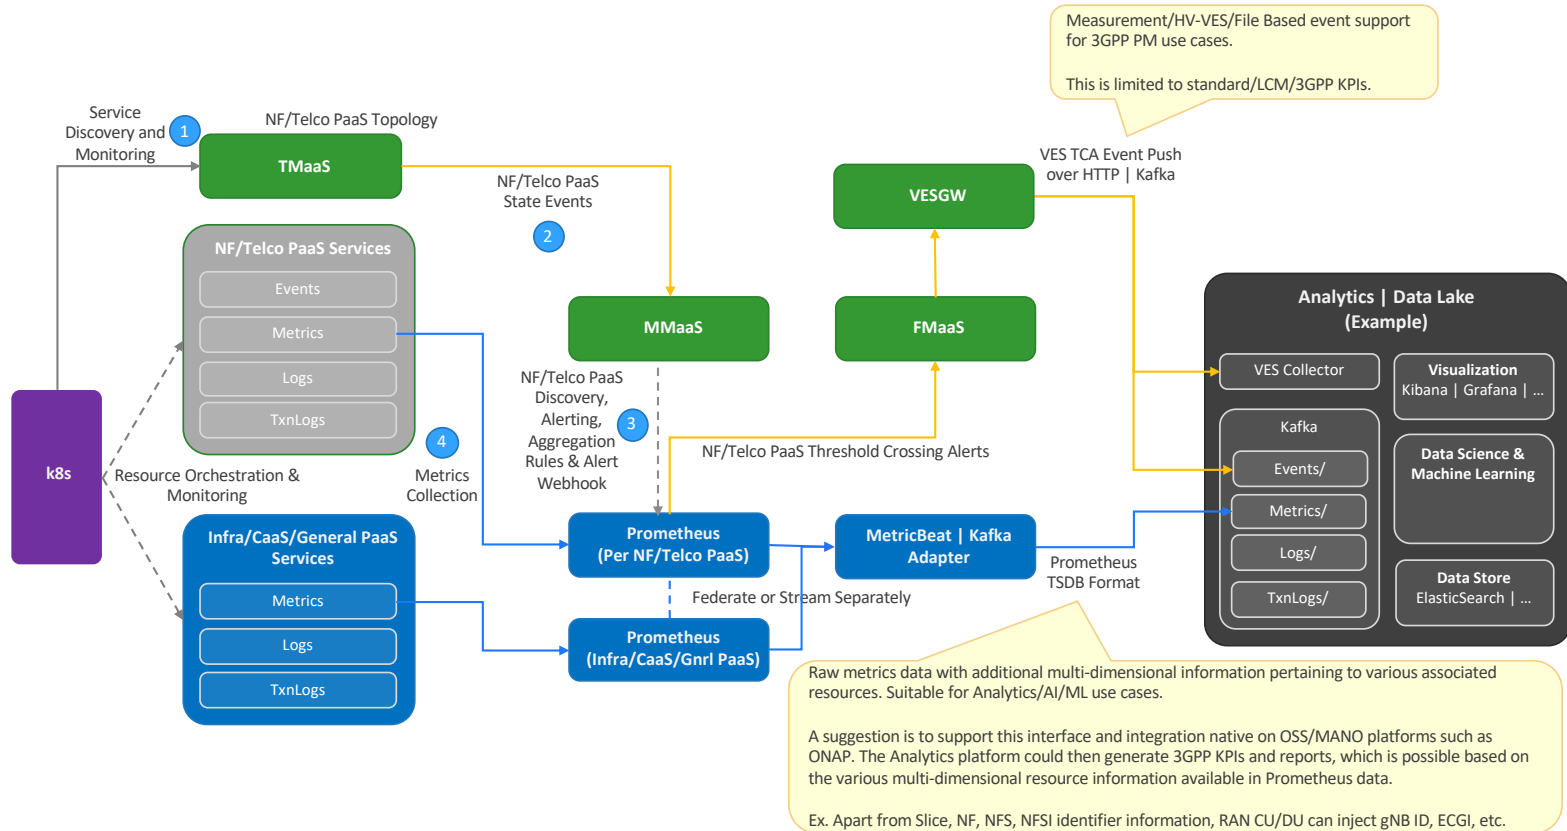 Measurement/HV-VES/File Based event support
for 3GPP PM use cases.
This is limited to standard/LCM/3GPP KPIs.
Service
Discovery and
Monitoring
1
NF/Telco PaaS Topology
TMaaS
NF/Telco PaaS
State Events
2
VESGW
VES TCA Event Push
over HTTP | Kafka
NF/Telco PaaS Services
Events
Metrics
Logs
TxnLogs
MMaaS
FMaaS
NF/Telco PaaS
Discovery,
Alerting,
Aggregation
Rules & Alert
Webhook
3
4
Metrics
Collection
NF/Telco PaaS Threshold Crossing Alerts
k8s
Resource Orchestration &
Monitoring
Infra/CaaS/General PaaS
Services
Metrics
Logs
TxnLogs
Prometheus
(Per NF/Telco PaaS)
Federate or Stream Separately
Prometheus
(Infra/CaaS/Gnrl PaaS)
MetricBeat | Kafka
Adapter
Prometheus
TSDB Format
Analytics | Data Lake
(Example)
VES Collector
Kafka
Events/
Metrics/
Logs/
TxnLogs/
Visualization
Kibana | Grafana | …
Data Science &
Machine Learning
Data Store
ElasticSearch | …
Raw metrics data with additional multi-dimensional information pertaining to various associated
resources. Suitable for Analytics/AI/ML use cases.
A suggestion is to support this interface and integration native on OSS/MANO platforms such as
ONAP. The Analytics platform could then generate 3GPP KPIs and reports, which is possible based on
the various multi-dimensional resource information available in Prometheus data.
Ex. Apart from Slice, NF, NFS, NFSI identifier information, RAN CU/DU can inject gNB ID, ECGI, etc.